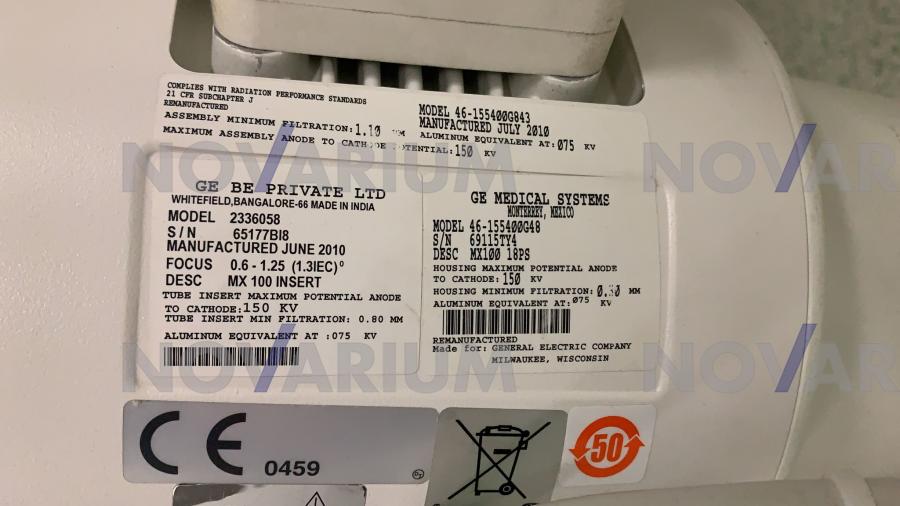 COMPLIES WITH RADIATION PERFORMANCE STANDARDS
21 CFR SUBCHAPTER J
REMANUFACTURED
ASSEMBLY MINIMUM FILTRATION: 1.10 MM
MAXIMUM ASSEMBLY ANODE TO CATHODE POTENTIAL: 150 KV
MODEL 46-155400G843
MANUFACTURED JULY 2010
ALUMINUM EQUIVALENT AT: 075 KV
GE BE PRIVATE LTD
WHITEFIELD, BANGALORE-66 MADE IN INDIA
MODEL 2336058
S/N 65177BI8
MANUFACTURED JUNE 2010
FOCUS 0.6 - 1.25 (1.3IEC)°
DESC MX 100 INSERT
TUBE INSERT MAXIMUM POTENTIAL ANODE
TO CATHODE: 150 KV
TUBE INSERT MIN FILTRATION: 0.80 MM
ALUMINUM EQUIVALENT AT :075 KV
GE MEDICAL SYSTEMS
MONTERREY, MEXICO
MODEL 46-155400G48
S/N 69115TY4
DESC MX100 18PS
HOUSING MAXIMUM POTENTIAL ANODE
TO CATHODE: 150 KV
HOUSING MINIMUM FILTRATION: 0.30 MM
ALUMINUM EQUIVALENT AT: 075 KV
REMANUFACTURED
Made for: GENERAL ELECTRIC COMPANY
MILWAUKEE, WISCONSIN
CE 0459
50
NOVARIUM
NOVARIUM
NOVARIUM
NOVARIUM